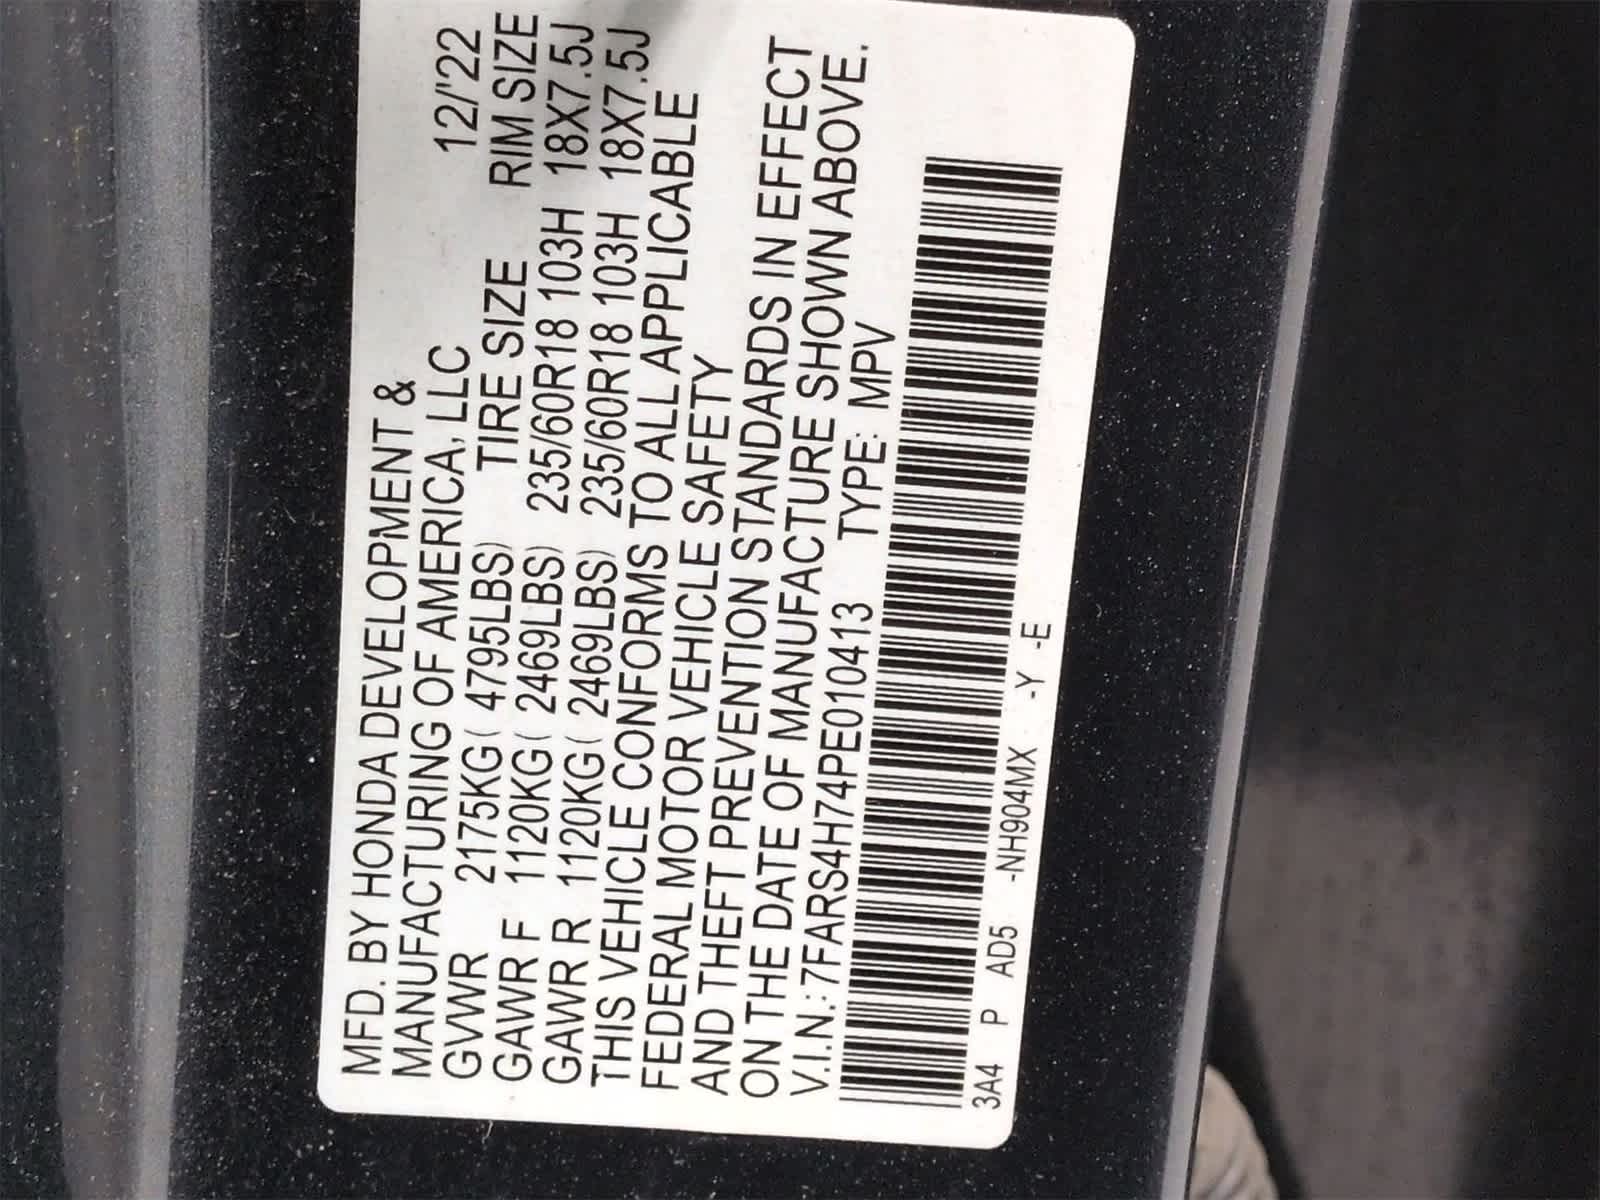 MFD. BY HONDA DEVELOPMENT &
MANUFACTURING OF AMERICA, LLC 12/'22
GVWR 2175KG( 4795LBS) TIRE SIZE RIM SIZE
GAWR F 1120KG( 2469LBS) 235/60R18 103H 18X7.5J
GAWR R 1120KG( 2469LBS) 235/60R18 103H 18X7.5J
THIS VEHICLE CONFORMS TO ALL APPLICABLE
FEDERAL MOTOR VEHICLE SAFETY
AND THEFT PREVENTION STANDARDS IN EFFECT
ON THE DATE OF MANUFACTURE SHOWN ABOVE.
V.I.N.:7FARS4H74PE010413 TYPE: MPV
3A4 P AD5 -NH904MX -Y -E